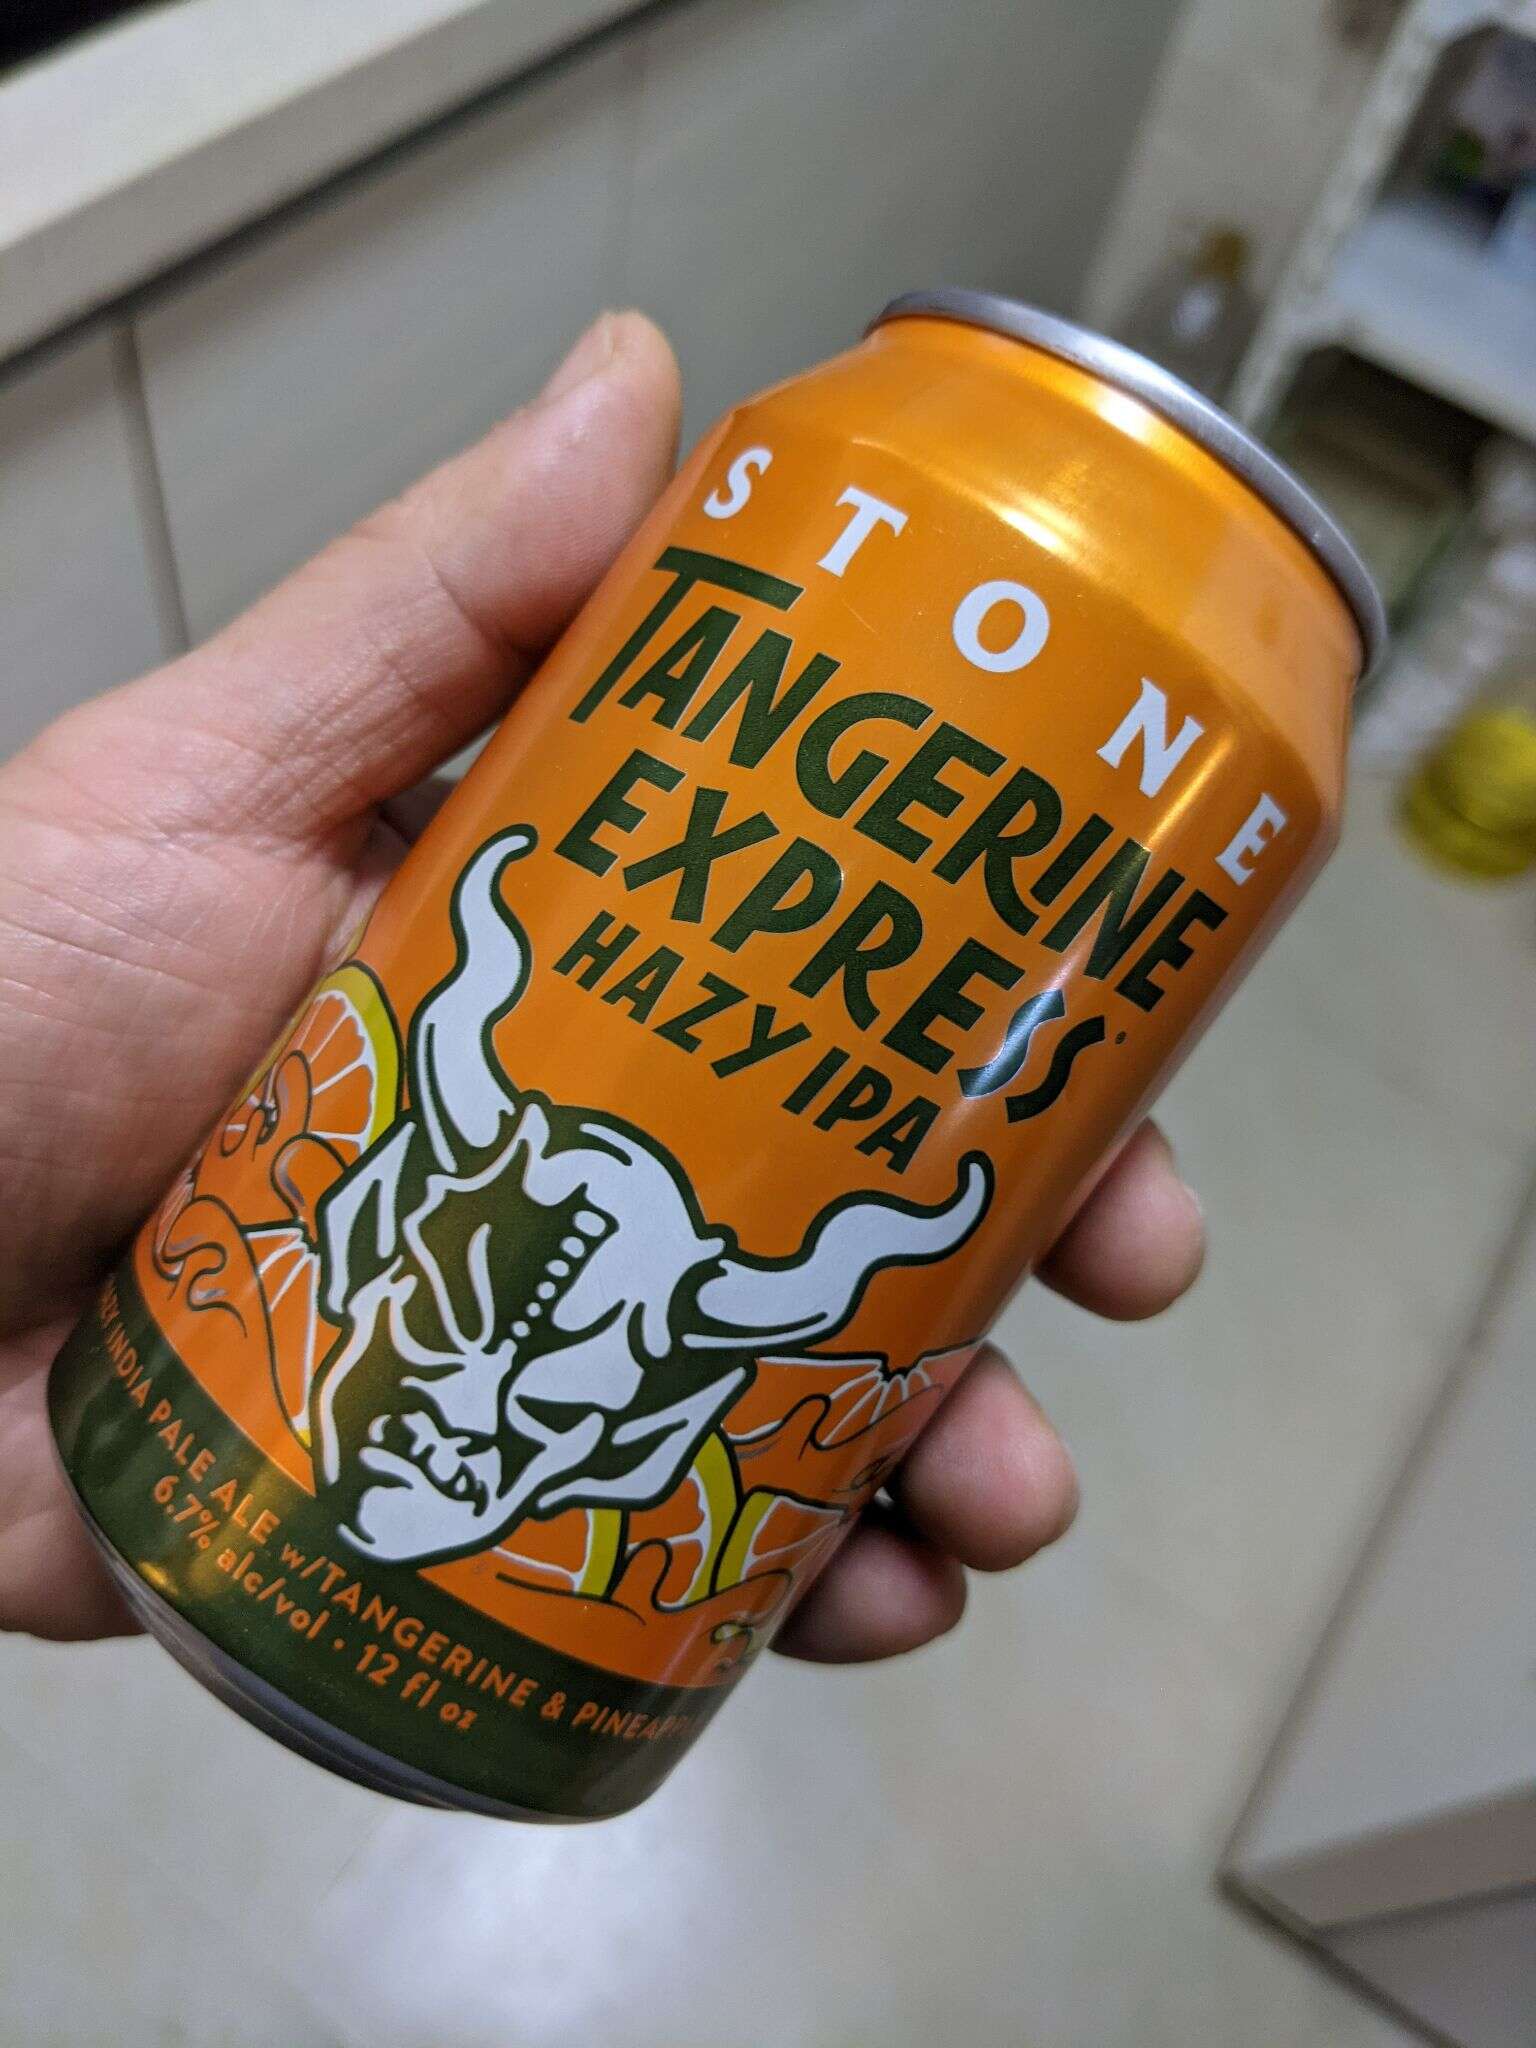 STONE
TANGERINE
EXPRESS®
HAZY IPA
INDIA PALE ALE w/TANGERINE & PINEAPPLE
6.7% alc/vol • 12 fl oz